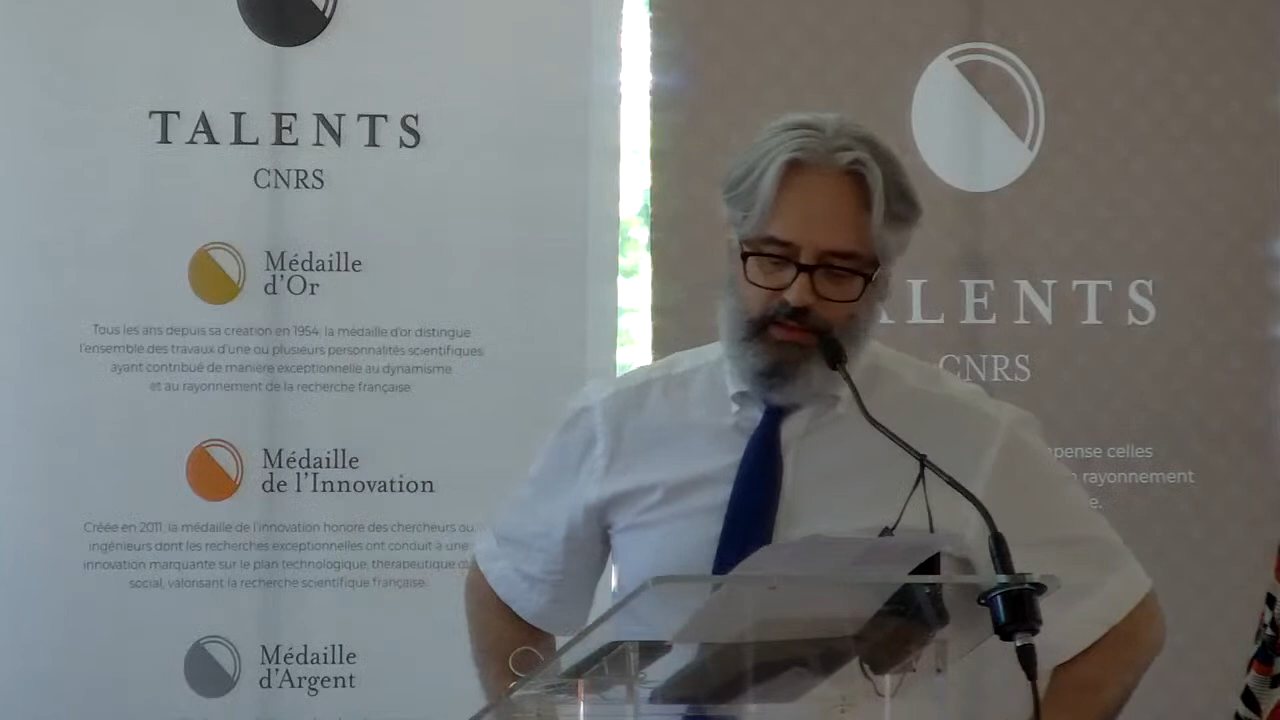 TALENTS
CNRS
Médaille
d'Or
Tous les ans depuis sa création en 1954, la médaille d'or distingue
l'ensemble des travaux d'une ou plusieurs personnalités scientifiques
ayant contribué de manière exceptionnelle au dynamisme
et au rayonnement de la recherche française.
Médaille
de l'Innovation
Créée en 2011, la médaille de l'innovation honore des chercheurs ou
ingénieurs dont les recherches exceptionnelles ont conduit à une
innovation marquante sur le plan technologique, thérapeutique
social, valorisant la recherche scientifique française.
Médaille
d'Argent
ALENTS
CNRS
pense celles
rayonnement
e.